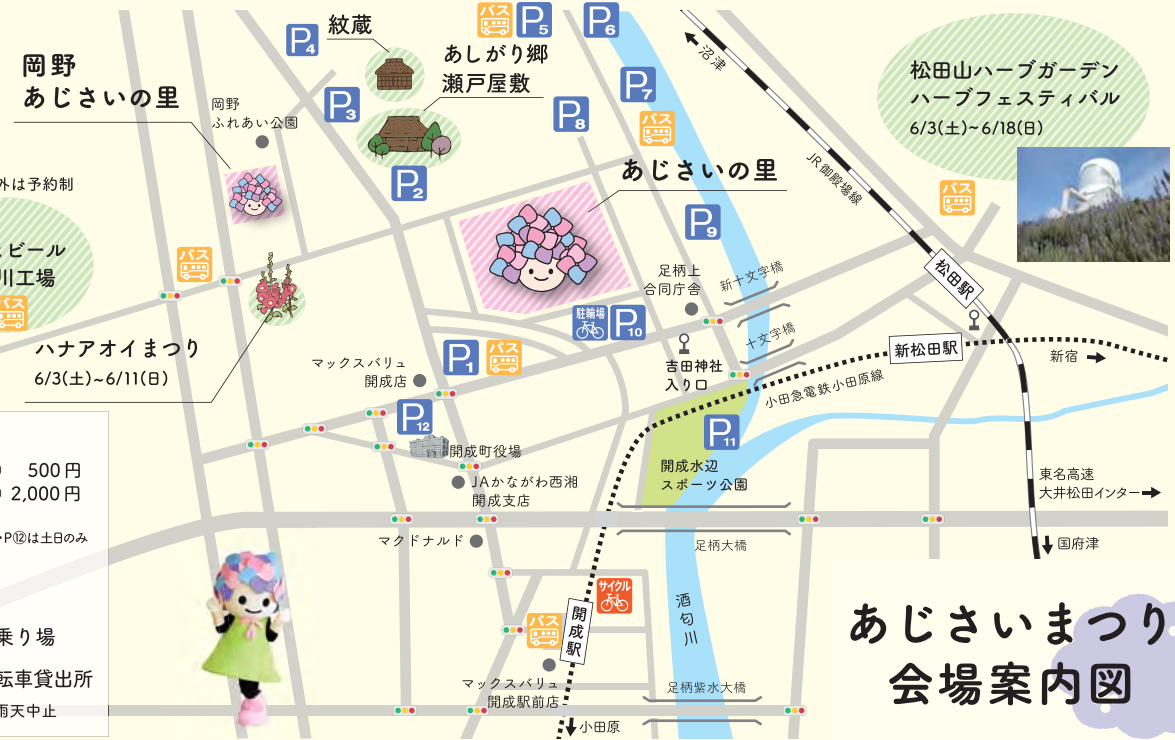 岡野
あじさいの里
岡野
ふれあい公園
紋蔵
あしがり郷
瀬戸屋敷
P4
P3
P2
バス
P5
P6
P7
バス
P8
P9
沼津
JR御殿場線
松田山ハーブガーデン
ハーブフェスティバル
6/3(土)~6/18(日)
バス
外は予約制
ビール
川工場
バス
バス
ハナアオイまつり
6/3(土)~6/11(日)
あじさいの里
足柄上
合同庁舎
新十文字橋
十文字橋
駐輪場
P10
吉田神社
入り口
松田駅
新松田駅
新宿
小田急電鉄小田原線
マックスバリュ
開成店
P1
バス
P12
開成町役場
JAかながわ西湘
開成支店
マクドナルド
P11
開成水辺
スポーツ公園
足柄大橋
東名高速
大井松田インター
国府津
500円
2,000円
・P⑫は土日のみ
乗り場
転車貸出所
雨天中止
サイクル
バス
開成駅
マックスバリュ
開成駅前店
小田原
酒匂川
足柄紫水大橋
あじさいまつり
会場案内図